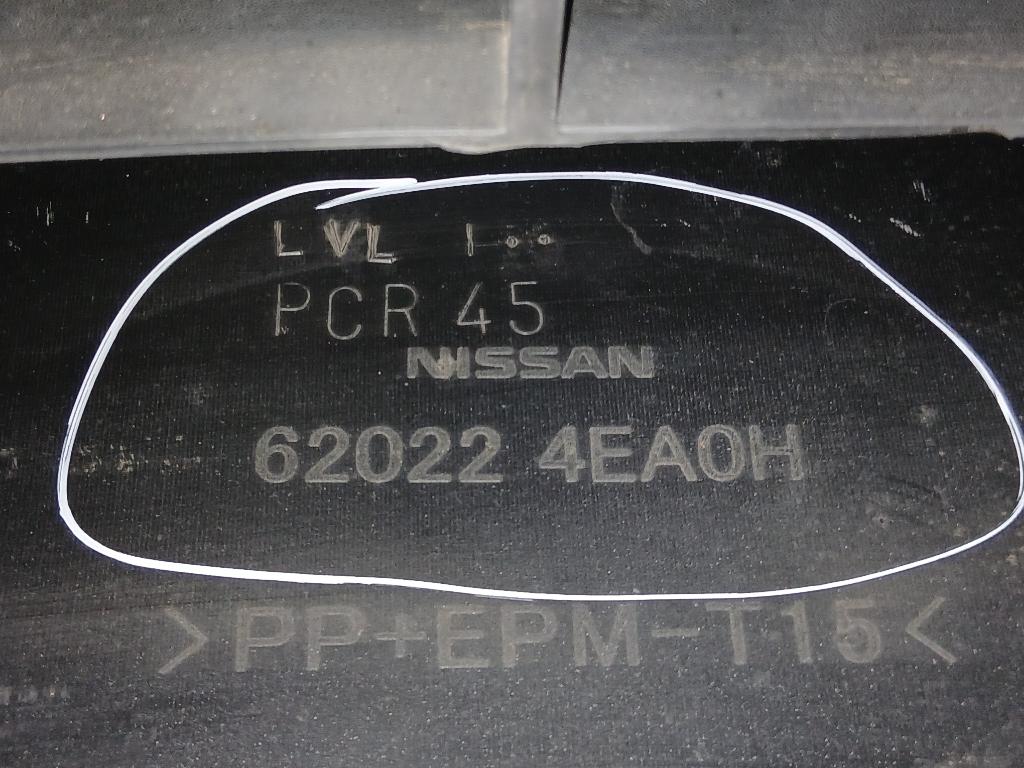 LVL 1
PCR 45
NISSAN
62022 4EA0H
>PP+EPM-T15<